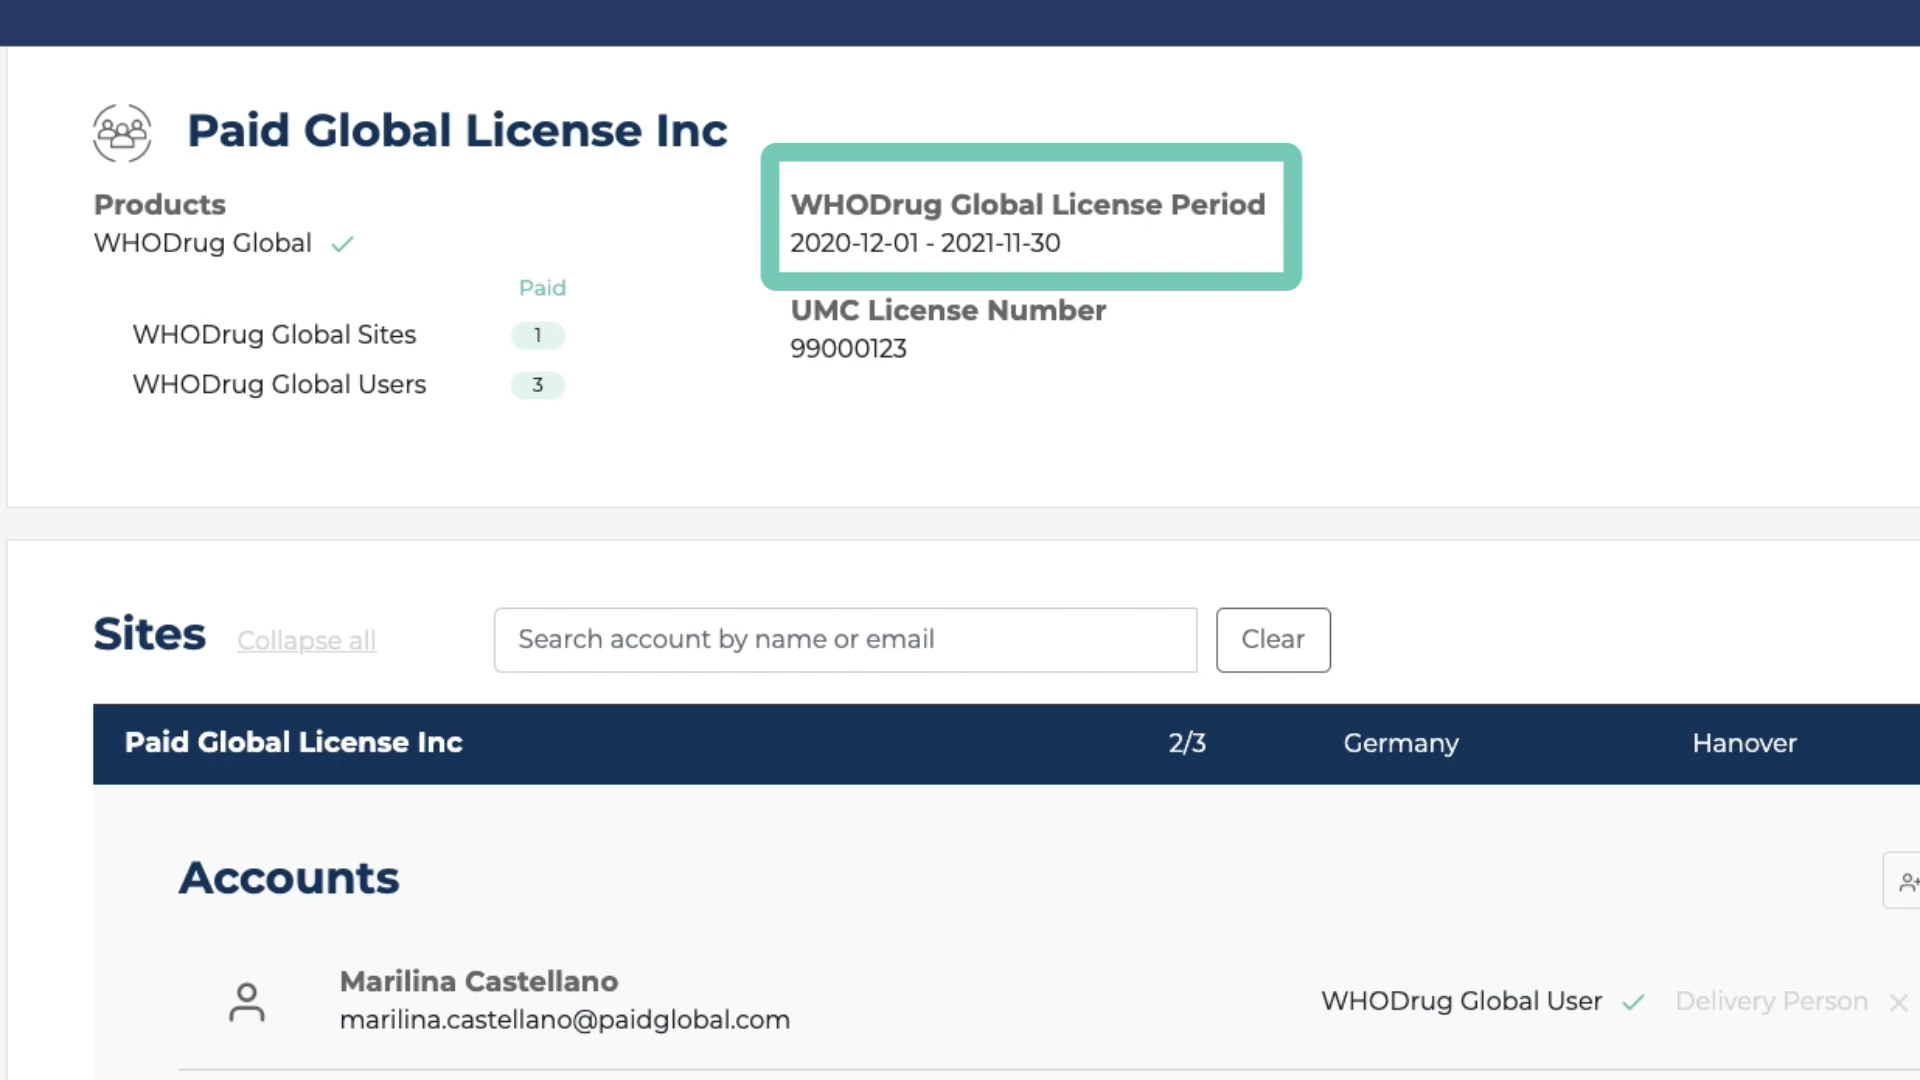 Paid Global License Inc
Products
WHODrug Global
Paid
WHODrug Global Sites 1
WHODrug Global Users 3
WHODrug Global License Period
2020-12-01 - 2021-11-30
UMC License Number
99000123
Sites Collapse all Search account by name or email Clear
Paid Global License Inc 2/3 Germany Hanover
Accounts
Marilina Castellano
marilina.castellano@paidglobal.com
WHODrug Global User Delivery Person